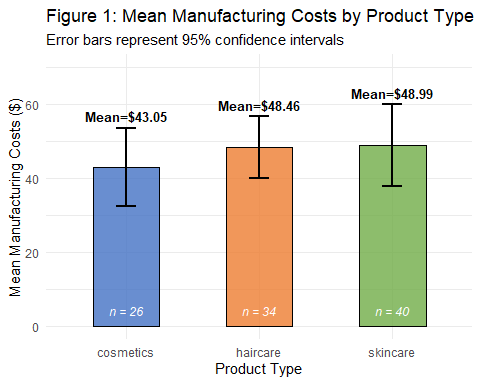 Figure 1: Mean Manufacturing Costs by Product Type
Error bars represent 95% confidence intervals
Mean Manufacturing Costs ($)
60
40
20
0
Mean=$43.05
Mean=$48.46
Mean=$48.99
n = 26
n = 34
n = 40
cosmetics
haircare
skincare
Product Type